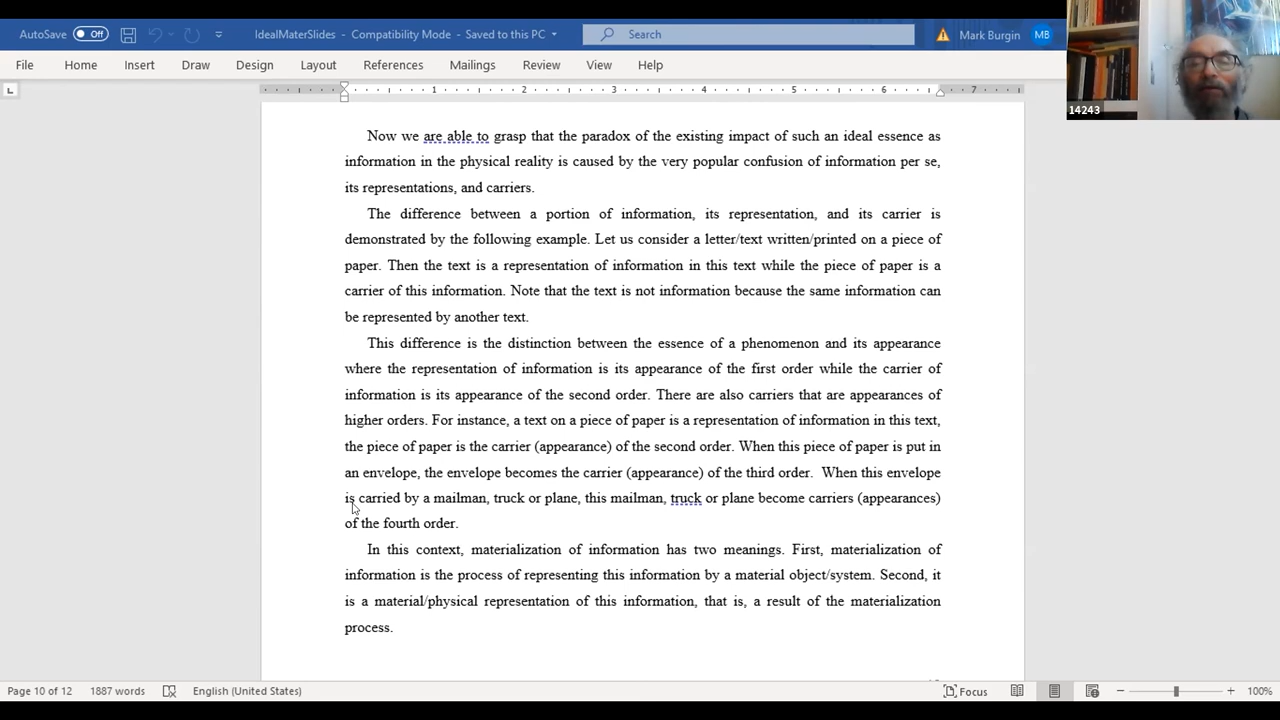 AutoSave Off IdealMaterSlides - Compatibility Mode - Saved to this PC Search Mark Burgin MB
File Home Insert Draw Design Layout References Mailings Review View Help
14243
1 2 3 4 5 6 7
Now we are able to grasp that the paradox of the existing impact of such an ideal essence as
information in the physical reality is caused by the very popular confusion of information per se,
its representations, and carriers.
The difference between a portion of information, its representation, and its carrier is
demonstrated by the following example. Let us consider a letter/text written/printed on a piece of
paper. Then the text is a representation of information in this text while the piece of paper is a
carrier of this information. Note that the text is not information because the same information can
be represented by another text.
This difference is the distinction between the essence of a phenomenon and its appearance
where the representation of information is its appearance of the first order while the carrier of
information is its appearance of the second order. There are also carriers that are appearances of
higher orders. For instance, a text on a piece of paper is a representation of information in this text,
the piece of paper is the carrier (appearance) of the second order. When this piece of paper is put in
an envelope, the envelope becomes the carrier (appearance) of the third order. When this envelope
is carried by a mailman, truck or plane, this mailman, truck or plane become carriers (appearances)
of the fourth order.
In this context, materialization of information has two meanings. First, materialization of
information is the process of representing this information by a material object/system. Second, it
is a material/physical representation of this information, that is, a result of the materialization
process.
Page 10 of 12 1887 words English (United States) Focus 100%